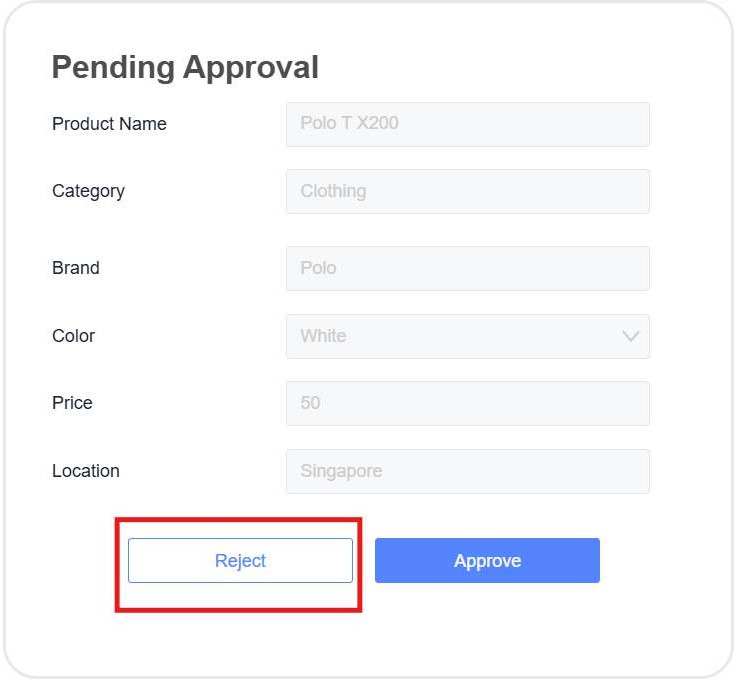 Pending Approval
Product Name Polo T X200
Category Clothing
Brand Polo
Color White
Price 50
Location Singapore
Reject Approve